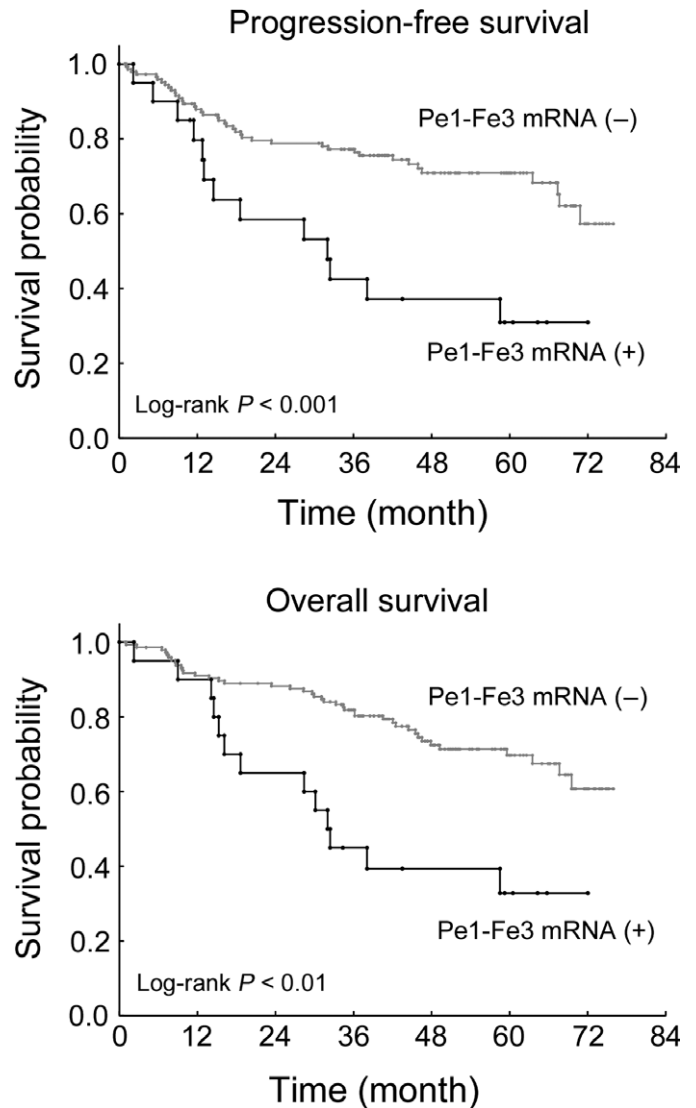 Progression-free survival
1.0
0.8
0.6
0.4
0.2
0.0
Survival probability
Pe1-Fe3 mRNA (–)
Pe1-Fe3 mRNA (+)
Log-rank P < 0.001
0 12 24 36 48 60 72 84
Time (month)
Overall survival
1.0
0.8
0.6
0.4
0.2
0.0
Survival probability
Pe1-Fe3 mRNA (–)
Pe1-Fe3 mRNA (+)
Log-rank P < 0.01
0 12 24 36 48 60 72 84
Time (month)